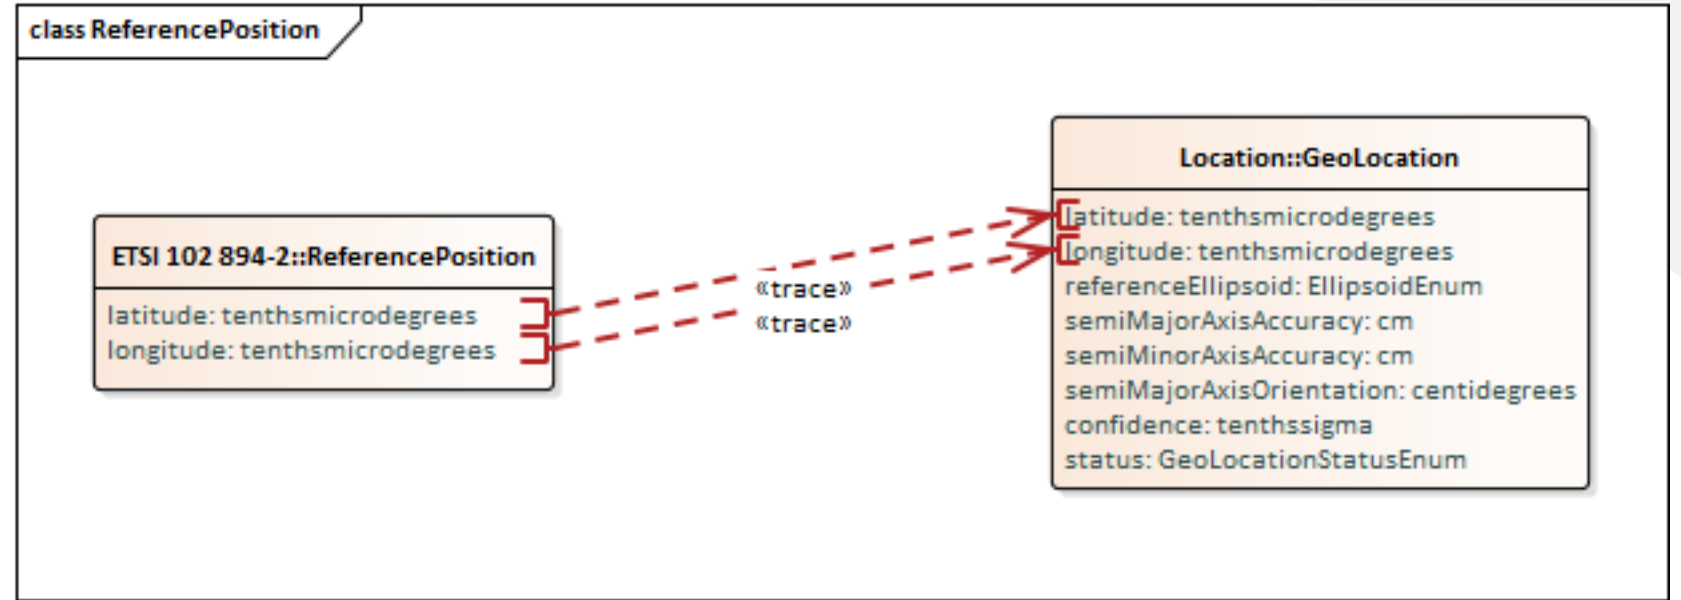 class ReferencePosition
ETSI 102 894-2::ReferencePosition
latitude: tenthsmicrodegrees
longitude: tenthsmicrodegrees
«trace»
«trace»
Location::GeoLocation
latitude: tenthsmicrodegrees
longitude: tenthsmicrodegrees
referenceEllipsoid: EllipsoidEnum
semiMajorAxisAccuracy: cm
semiMinorAxisAccuracy: cm
semiMajorAxisOrientation: centidegrees
confidence: tenthssigma
status: GeoLocationStatusEnum